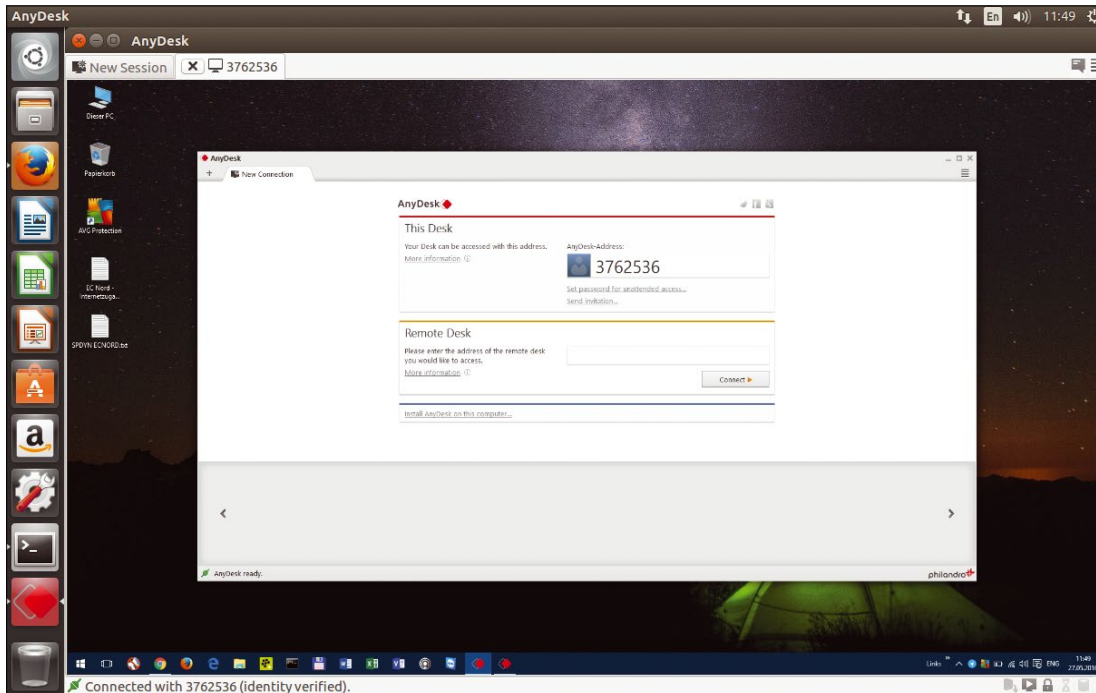 AnyDesk
En
11:49
AnyDesk
New Session
3762536
Dieser PC
Papierkorb
AVG Protection
EC Nord -
Internetzuga...
SPDYN ECNORD.txt
AnyDesk
New Connection
AnyDesk
This Desk
Your Desk can be accessed with this address.
More information
AnyDesk-Address:
3762536
Set password for unattended access...
Send invitation...
Remote Desk
Please enter the address of the remote desk
you would like to access.
More information
Connect
Install AnyDesk on this computer...
AnyDesk ready.
philandro
Links
ENG
11:49
Connected with 3762536 (identity verified).